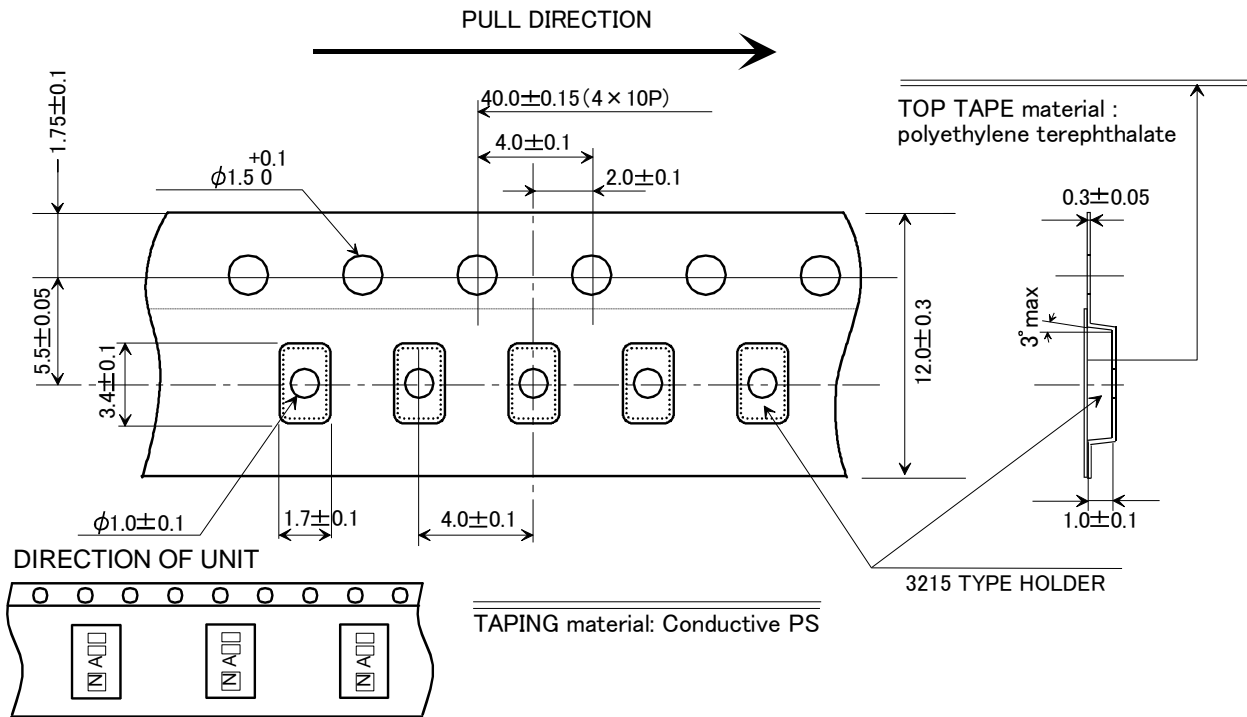 PULL DIRECTION
1.75±0.1
40.0±0.15(4×10P)
TOP TAPE material :
polyethylene terephthalate
4.0±0.1
+0.1
φ1.5 0
2.0±0.1
0.3±0.05
5.5±0.05
3°max
12.0±0.3
3.4±0.1
φ1.0±0.1
1.7±0.1
4.0±0.1
1.0±0.1
DIRECTION OF UNIT
3215 TYPE HOLDER
TAPING material: Conductive PS
N A□□
N A□□
N A□□